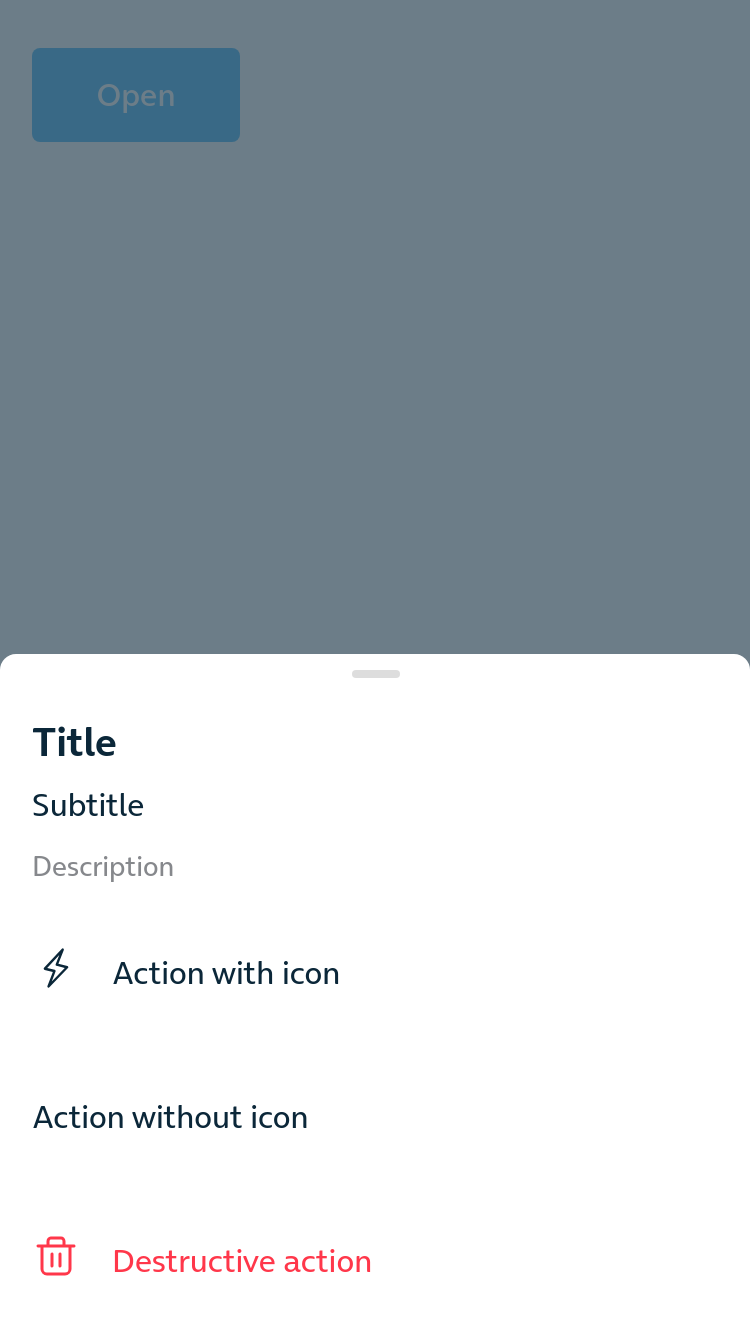 Open
Title
Subtitle
Description
Action with icon
Action without icon
Destructive action